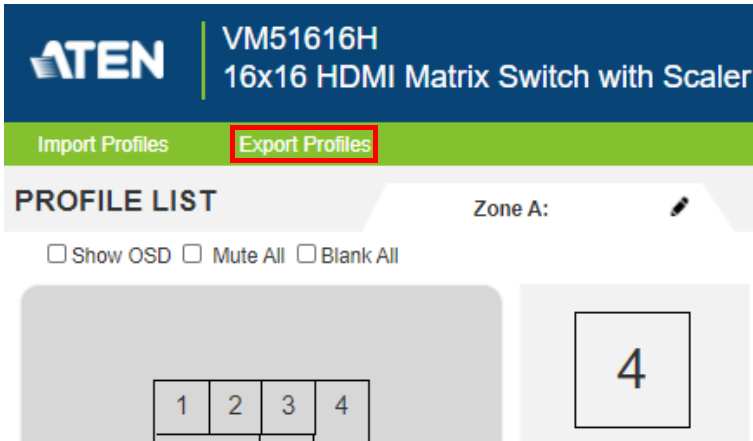 ATEN
VM51616H
16x16 HDMI Matrix Switch with Scaler
Import Profiles Export Profiles
PROFILE LIST
Zone A:
Show OSD Mute All Blank All
1 2 3 4
4